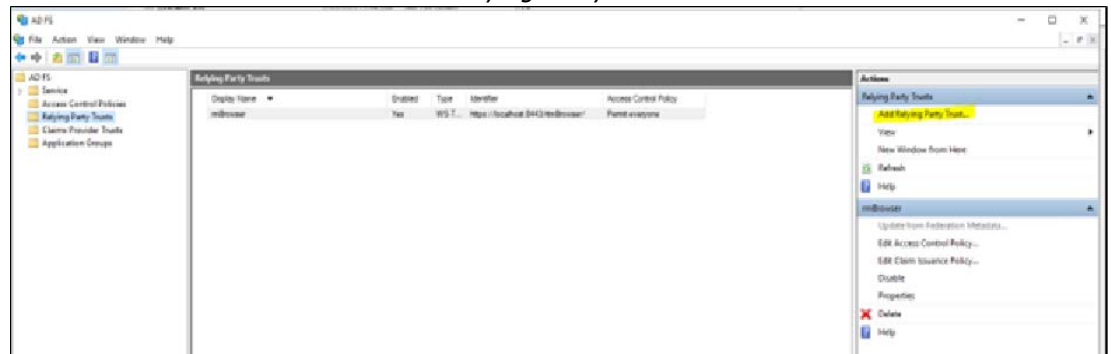 AD FS
File Action View Window Help
AD FS
Service
Access Control Policies
Relying Party Trusts
Claims Provider Trusts
Application Groups
Relying Party Trusts
Display Name Enabled Type Identifier Access Control Policy
Yes WS-T... Permit everyone
Actions
Relying Party Trusts
Add Relying Party Trust...
View
New Window from Here
Refresh
Help
Update from Federation Metadata...
Edit Access Control Policy...
Edit Claim Issuance Policy...
Disable
Properties
Delete
Help